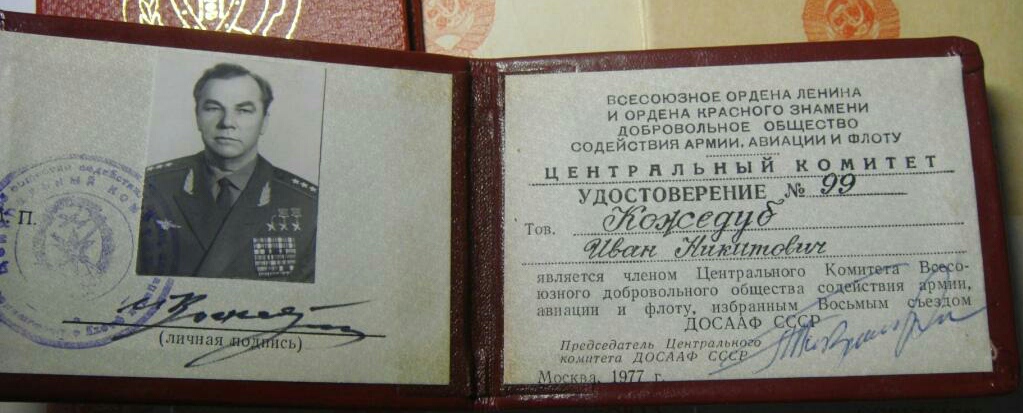 П.
(личная подпись)
ВСЕСОЮЗНОЕ ОРДЕНА ЛЕНИНА
И ОРДЕНА КРАСНОГО ЗНАМЕНИ
ДОБРОВОЛЬНОЕ ОБЩЕСТВО
СОДЕЙСТВИЯ АРМИИ, АВИАЦИИ И ФЛОТУ
ЦЕНТРАЛЬНЫЙ КОМИТЕТ
УДОСТОВЕРЕНИЕ № 99
Тов. Кожедуб
Иван Никитович
является членом Центрального Комитета Всесо-
юзного добровольного общества содействия армии,
авиации и флоту, избранным Восьмым съездом
ДОСААФ СССР
Председатель Центрального
комитета ДОСААФ СССР
Москва, 1977 г.